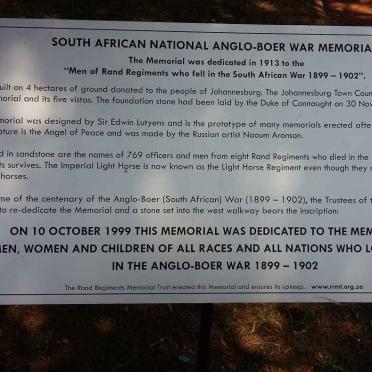 SOUTH AFRICAN NATIONAL ANGLO-BOER WAR MEMORIA
The Memorial was dedicated in 1913 to the
"Men of Rand Regiments who fell in the South African War 1899 – 1902".
uilt on 4 hectares of ground donated to the people of Johannesburg. The Johannesburg Town Coun
morial and its five vistas. The foundation stone had been laid by the Duke of Connaught on 30 Nov
morial was designed by Sir Edwin Lutyens and is the prototype of many memorials erected after
pture is the Angel of Peace and was made by the Russian artist Naoum Aronson.
d in sandstone are the names of 769 officers and men from eight Rand Regiments who died in the
ts survives. The Imperial Light Horse is now known as the Light Horse Regiment even though they n
horses.
me of the centenary of the Anglo-Boer (South African) War (1899 – 1902), the Trustees of t
to re-dedicate the Memorial and a stone set into the west walkway bears the inscription:
ON 10 OCTOBER 1999 THIS MEMORIAL WAS DEDICATED TO THE MEM
EN, WOMEN AND CHILDREN OF ALL RACES AND ALL NATIONS WHO L
IN THE ANGLO-BOER WAR 1899 – 1902
The Rand Regiments Memorial Trust erected this Memorial and ensures its upkeep. www.rrmt.org.za